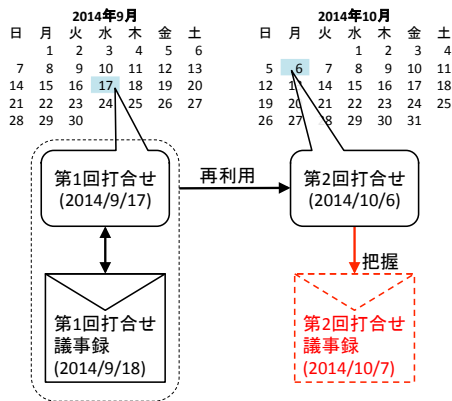 2014年9月
日 月 火 水 木 金 土
1 2 3 4 5 6
7 8 9 10 11 12 13
14 15 16 17 18 19 20
21 22 23 24 25 26 27
28 29 30
2014年10月
日 月 火 水 木 金 土
1 2 3 4
5 6 7 8 9 10 11
12 13 14 15 16 17 18
19 20 21 22 23 24 25
26 27 28 29 30 31
第1回打合せ
(2014/9/17)
再利用
第2回打合せ
(2014/10/6)
把握
第1回打合せ
議事録
(2014/9/18)
第2回打合せ
議事録
(2014/10/7)